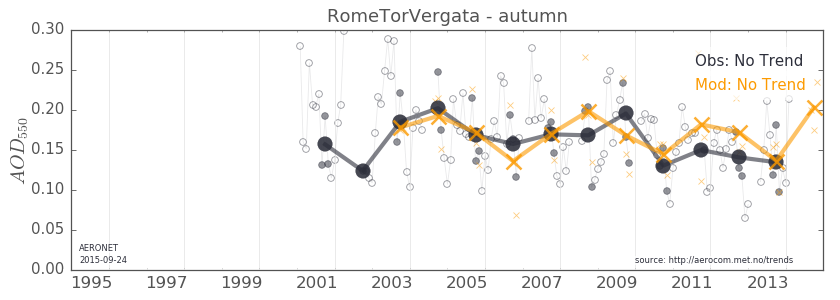 RomeTorVergata - autumn
0.30
0.25
0.20
0.15
0.10
0.05
0.00
AOD550
Obs: No Trend
Mod: No Trend
AERONET
2015-09-24
source: http://aerocom.met.no/trends
1995 1997 1999 2001 2003 2005 2007 2009 2011 2013